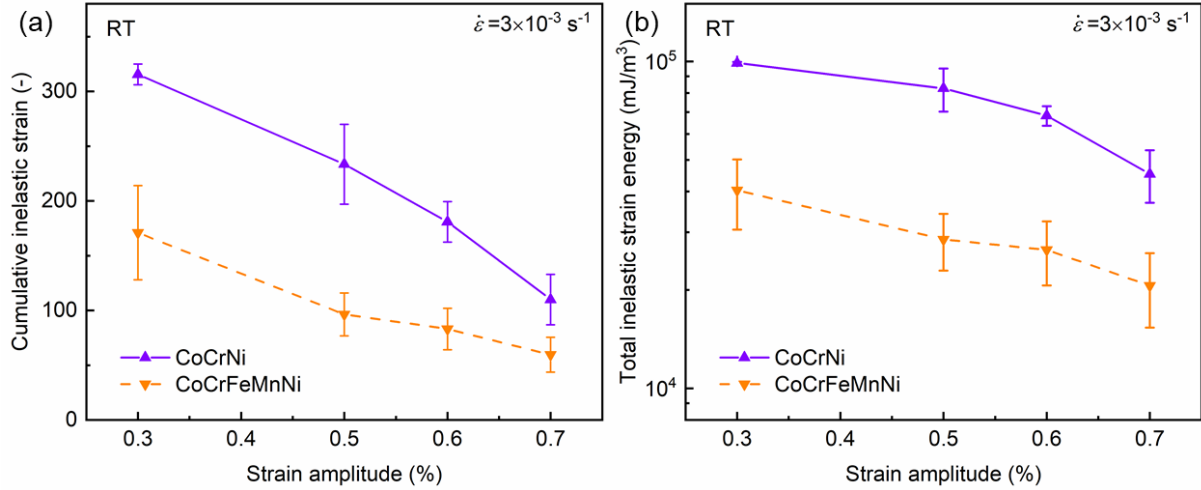 (a)
RT
ε̇=3×10⁻³ s⁻¹
Cumulative inelastic strain (-)
300
200
100
0
CoCrNi
CoCrFeMnNi
0.3 0.4 0.5 0.6 0.7
Strain amplitude (%)
(b)
RT
ε̇=3×10⁻³ s⁻¹
Total inelastic strain energy (mJ/m³)
10⁵
10⁴
CoCrNi
CoCrFeMnNi
0.3 0.4 0.5 0.6 0.7
Strain amplitude (%)